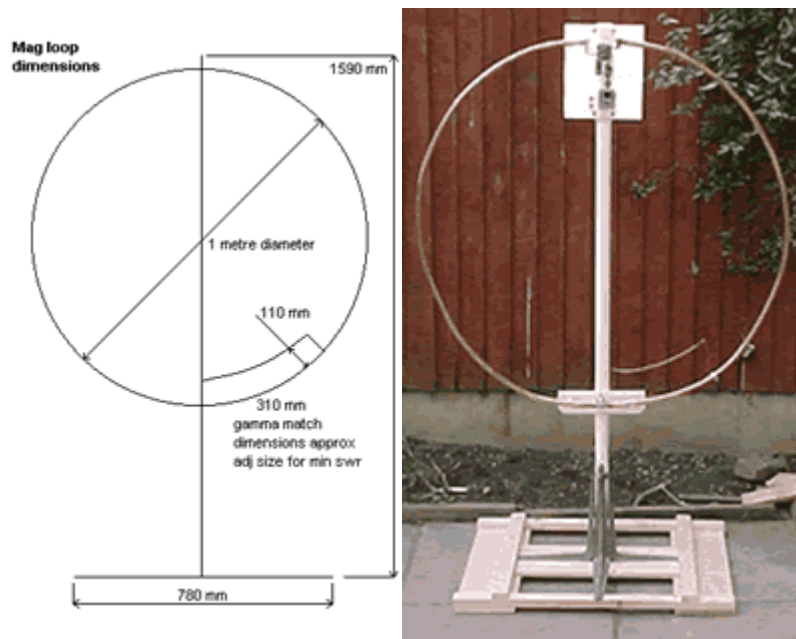 Mag loop
dimensions
1590 mm
1 metre diameter
110 mm
310 mm
gamma match
dimensions approx
adj size for min swr
780 mm